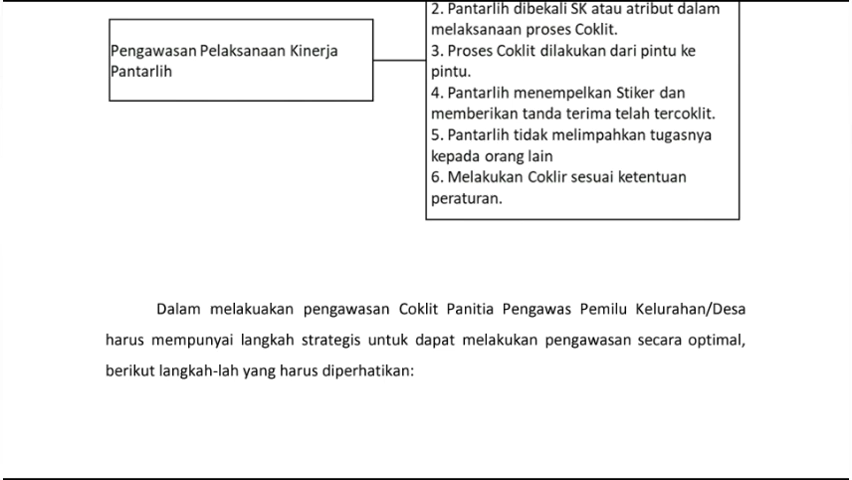 Pengawasan Pelaksanaan Kinerja
Pantarlih
2. Pantarlih dibekali SK atau atribut dalam
melaksanaan proses Coklit.
3. Proses Coklit dilakukan dari pintu ke
pintu.
4. Pantarlih menempelkan Stiker dan
memberikan tanda terima telah tercoklit.
5. Pantarlih tidak melimpahkan tugasnya
kepada orang lain
6. Melakukan Coklir sesuai ketentuan
peraturan.
Dalam melakuakan pengawasan Coklit Panitia Pengawas Pemilu Kelurahan/Desa
harus mempunyai langkah strategis untuk dapat melakukan pengawasan secara optimal,
berikut langkah-lah yang harus diperhatikan: